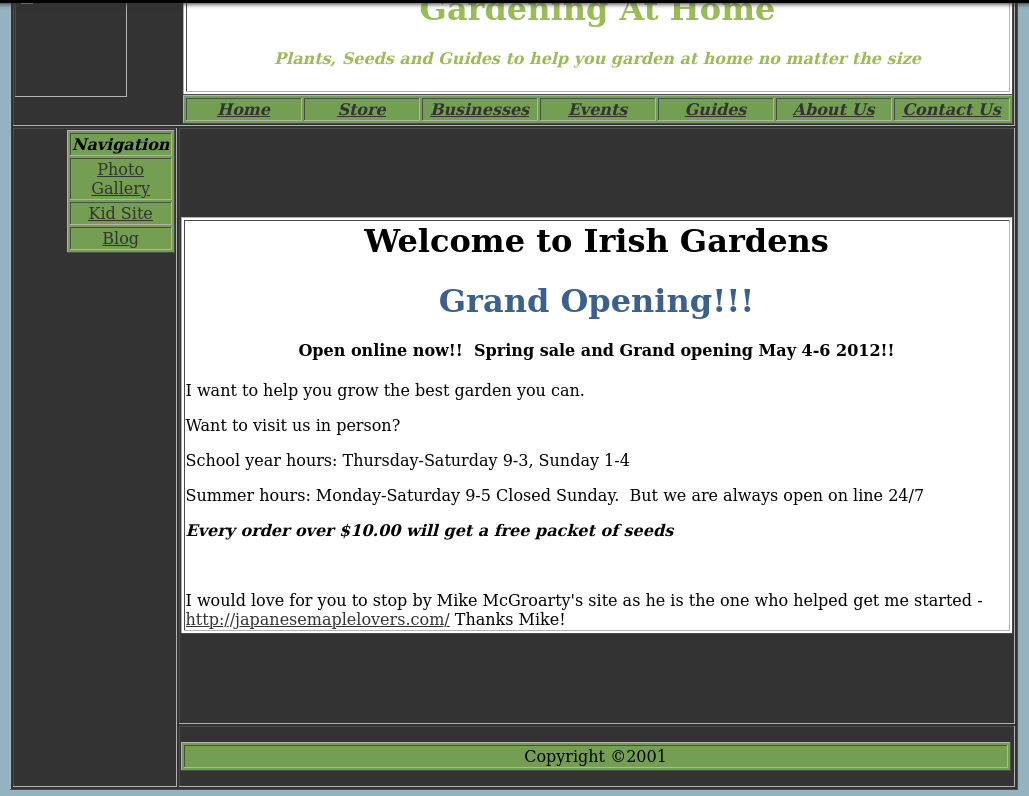 Gardening At Home
Plants, Seeds and Guides to help you garden at home no matter the size
Home Store Businesses Events Guides About Us Contact Us
Navigation
Photo
Gallery
Kid Site
Blog
Welcome to Irish Gardens
Grand Opening!!!
Open online now!!  Spring sale and Grand opening May 4-6 2012!!
I want to help you grow the best garden you can.
Want to visit us in person?
School year hours: Thursday-Saturday 9-3, Sunday 1-4
Summer hours: Monday-Saturday 9-5 Closed Sunday.  But we are always open on line 24/7
Every order over $10.00 will get a free packet of seeds
I would love for you to stop by Mike McGroarty's site as he is the one who helped get me started -
http://japanesemaplelovers.com/ Thanks Mike!
Copyright ©2001